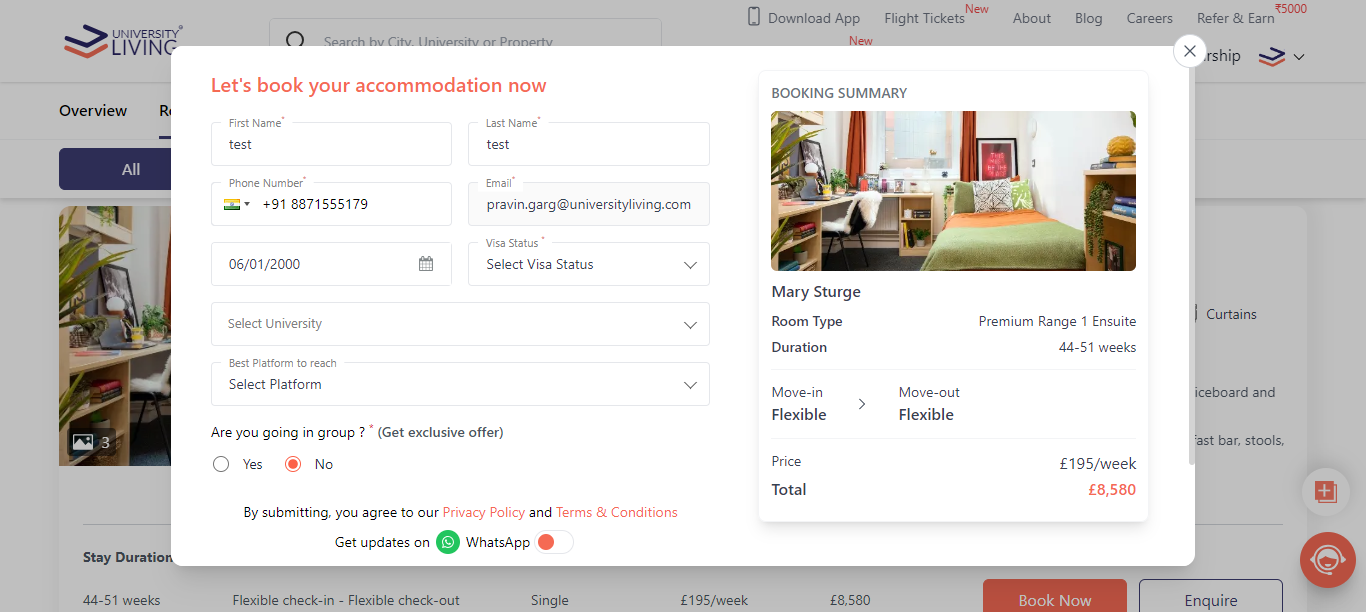 UNIVERSITY
LIVING
Search by City, University or Property
Download App
Flight Tickets
New
About
Blog
Careers
Refer & Earn
₹5000
New
Overview
All
Let's book your accommodation now
First Name*
test
Last Name*
test
Phone Number*
+91 8871555179
Email*
pravin.garg@universityliving.com
06/01/2000
Visa Status *
Select Visa Status
Select University
Best Platform to reach
Select Platform
Are you going in group ? * (Get exclusive offer)
Yes
No
By submitting, you agree to our Privacy Policy and Terms & Conditions
Get updates on WhatsApp
BOOKING SUMMARY
Mary Sturge
Room Type
Premium Range 1 Ensuite
Duration
44-51 weeks
Move-in
Flexible
Move-out
Flexible
Price
£195/week
Total
£8,580
3
Curtains
and
bar, stools,
Stay Duration
44-51 weeks
Flexible check-in - Flexible check-out
Single
£195/week
£8,580
Book Now
Enquire